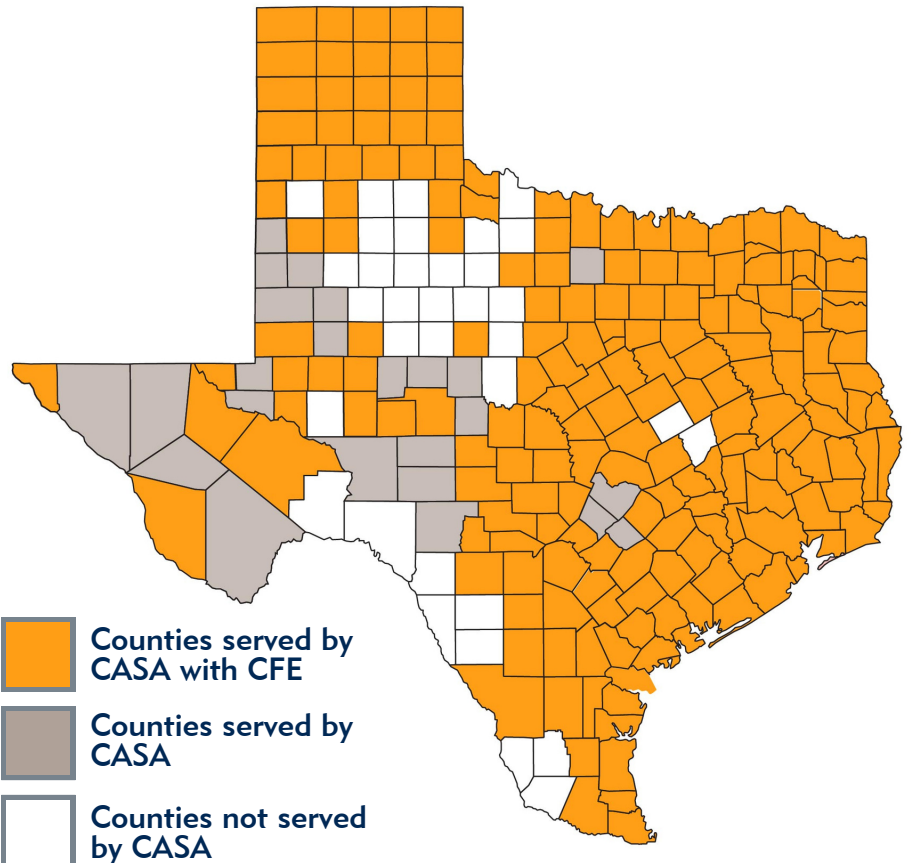 Counties served by
CASA with CFE
Counties served by
CASA
Counties not served
by CASA